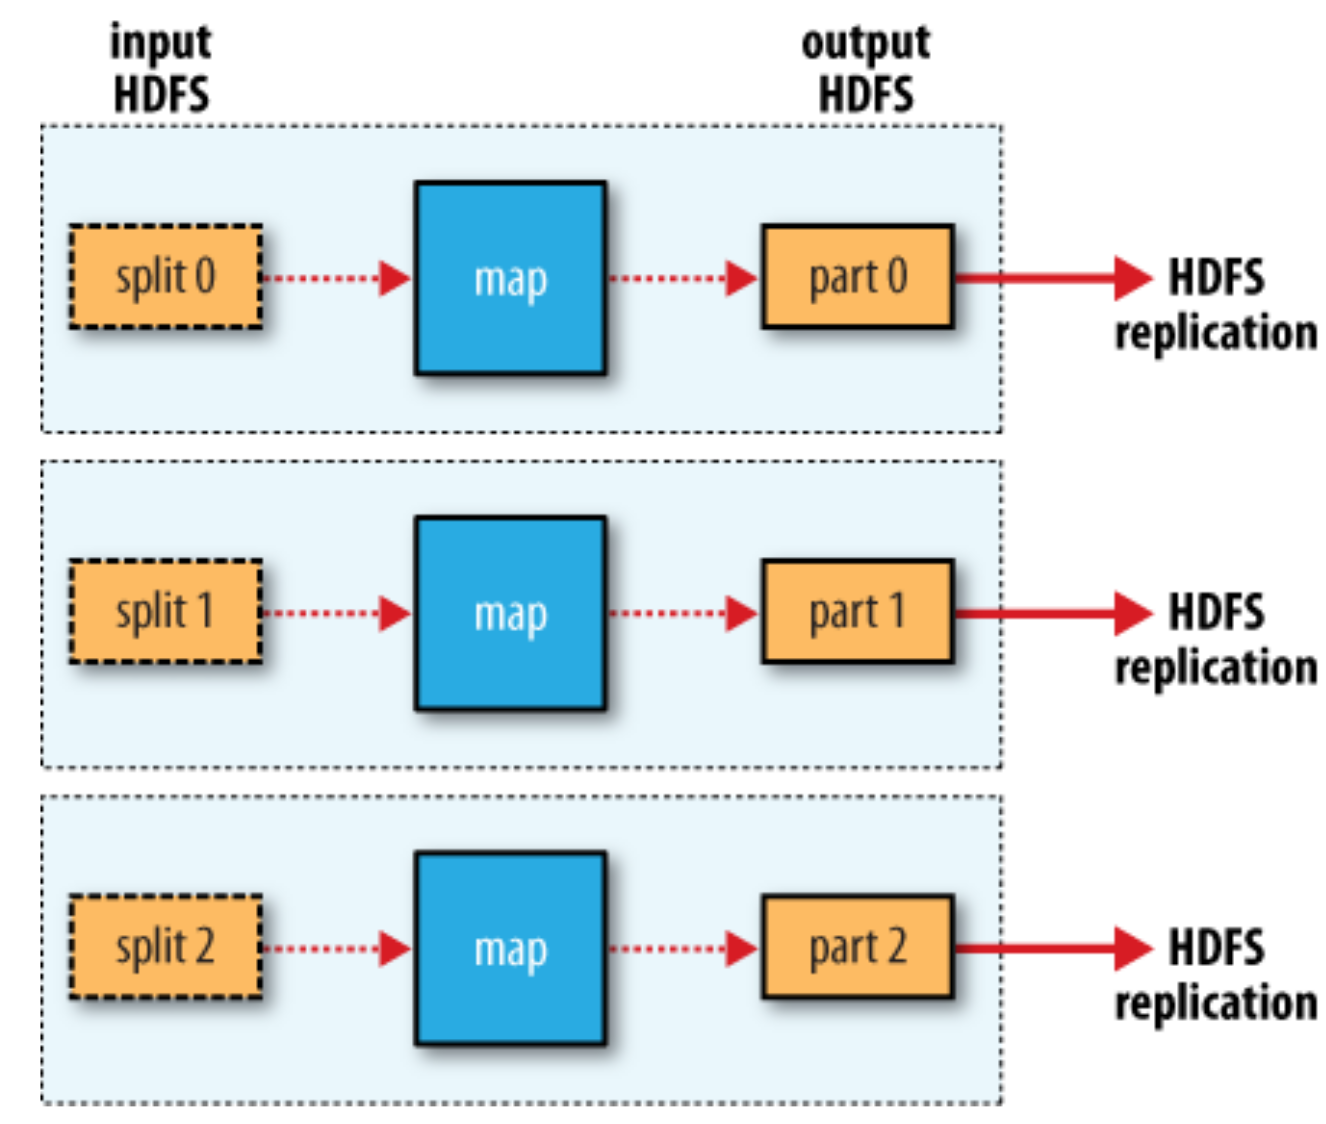 input
HDFS
output
HDFS
split 0
map
part 0
HDFS
replication
split 1
map
part 1
HDFS
replication
split 2
map
part 2
HDFS
replication